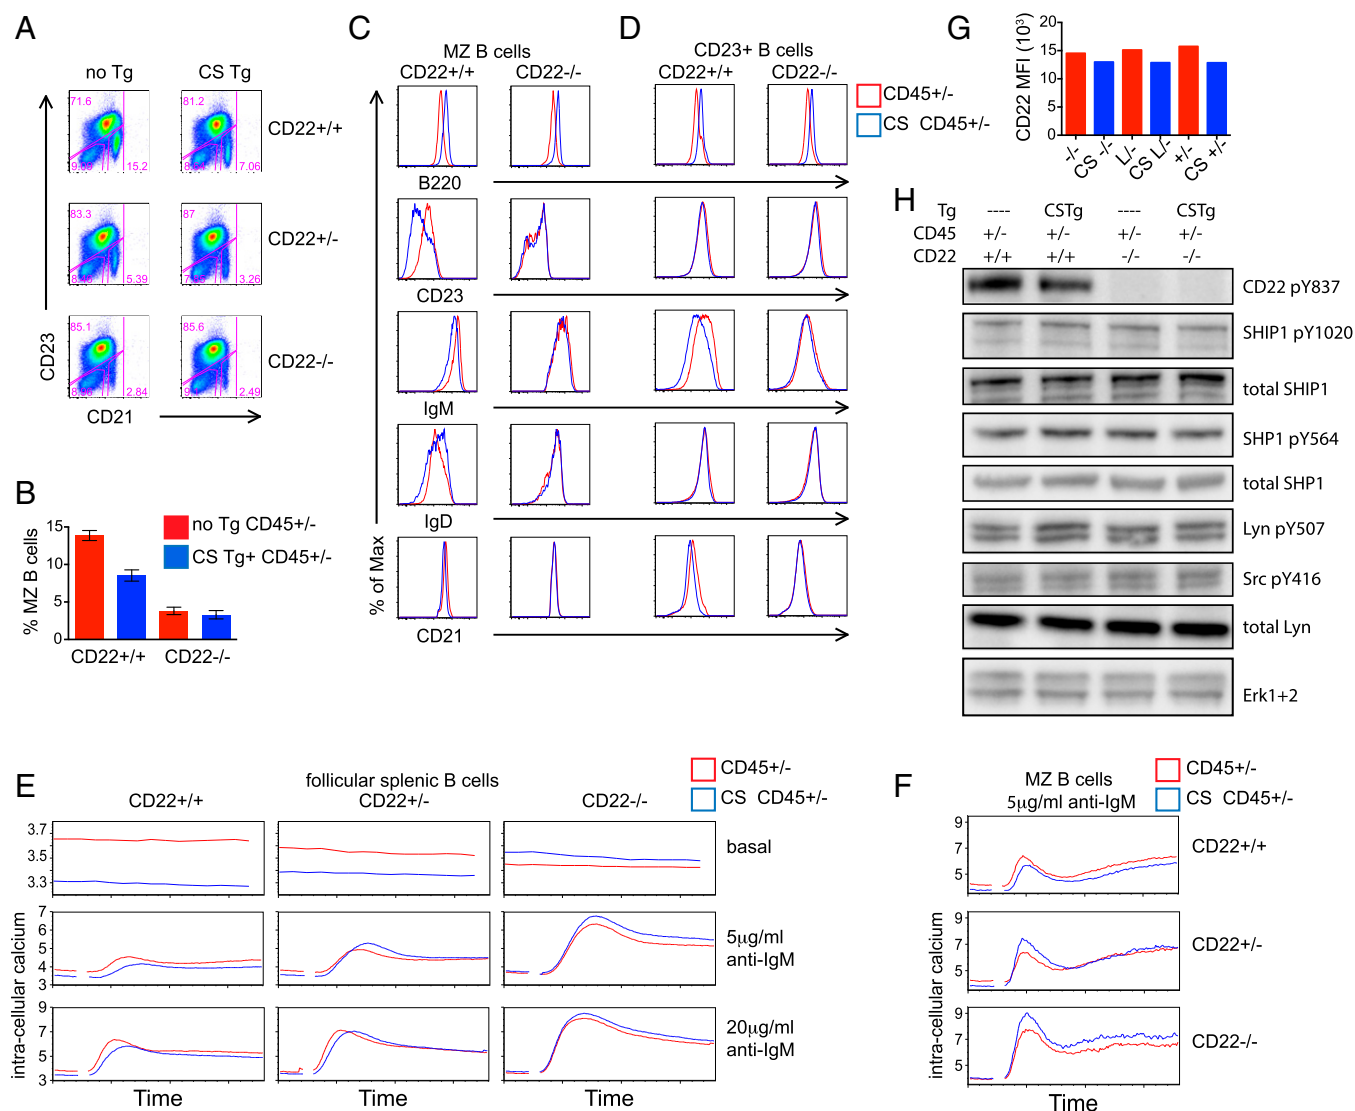 A
no Tg
CS Tg
71.6
15.2
81.2
7.06
CD22+/+
83.3
5.39
87
3.26
CD22+/-
85.1
2.84
85.6
2.49
CD22-/-
CD23
CD21
B
% MZ B cells
15
10
5
0
no Tg CD45+/-
CS Tg+ CD45+/-
CD22+/+
CD22-/-
C
MZ B cells
CD22+/+
CD22-/-
D
CD23+ B cells
CD22+/+
CD22-/-
CD45+/-
CS CD45+/-
B220
CD23
IgM
IgD
CD21
% of Max
E
follicular splenic B cells
CD22+/+
CD22+/-
CD22-/-
CD45+/-
CS CD45+/-
3.7
3.5
3.3
basal
7
6
5
4
3
5μg/ml
anti-IgM
9
7
5
3
20μg/ml
anti-IgM
intra-cellular calcium
Time
Time
Time
F
MZ B cells
5μg/ml anti-IgM
CD45+/-
CS CD45+/-
9
7
5
CD22+/+
9
7
5
CD22+/-
9
7
5
CD22-/-
intra-cellular calcium
Time
G
CD22 MFI (10³)
20
15
10
5
0
-/-
CS -/-
L/-
CS L/-
+/-
CS +/-
H
Tg ---- CSTg ---- CSTg
CD45 +/- +/- +/- +/-
CD22 +/+ +/+ -/- -/-
CD22 pY837
SHIP1 pY1020
total SHIP1
SHP1 pY564
total SHP1
Lyn pY507
Src pY416
total Lyn
Erk1+2